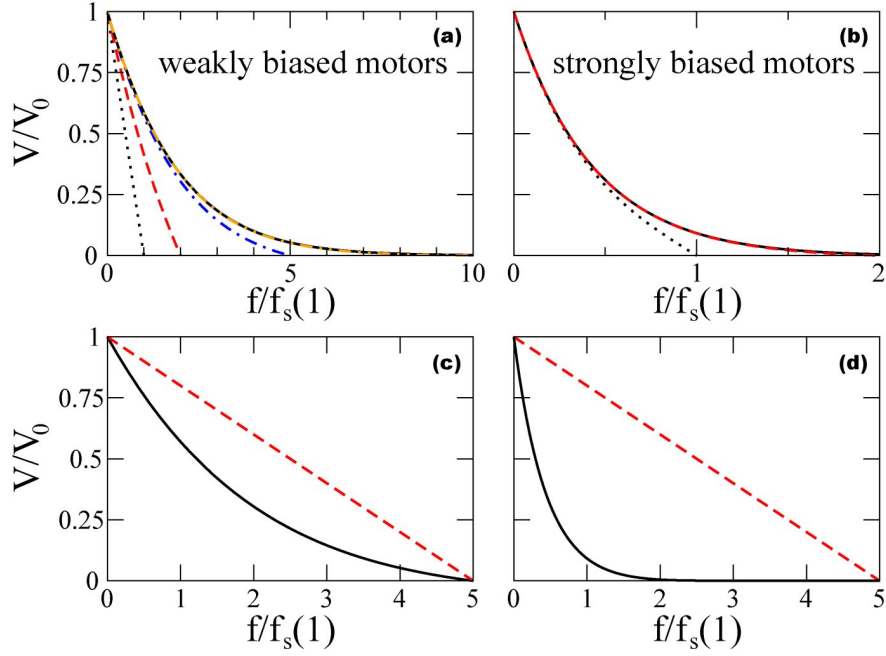 (a)
weakly biased motors
V/V0
1
0.75
0.5
0.25
0
0 5 10
f/fs(1)
(b)
strongly biased motors
0 1 2
f/fs(1)
(c)
V/V0
1
0.75
0.5
0.25
0
0 1 2 3 4 5
f/fs(1)
(d)
0 1 2 3 4 5
f/fs(1)